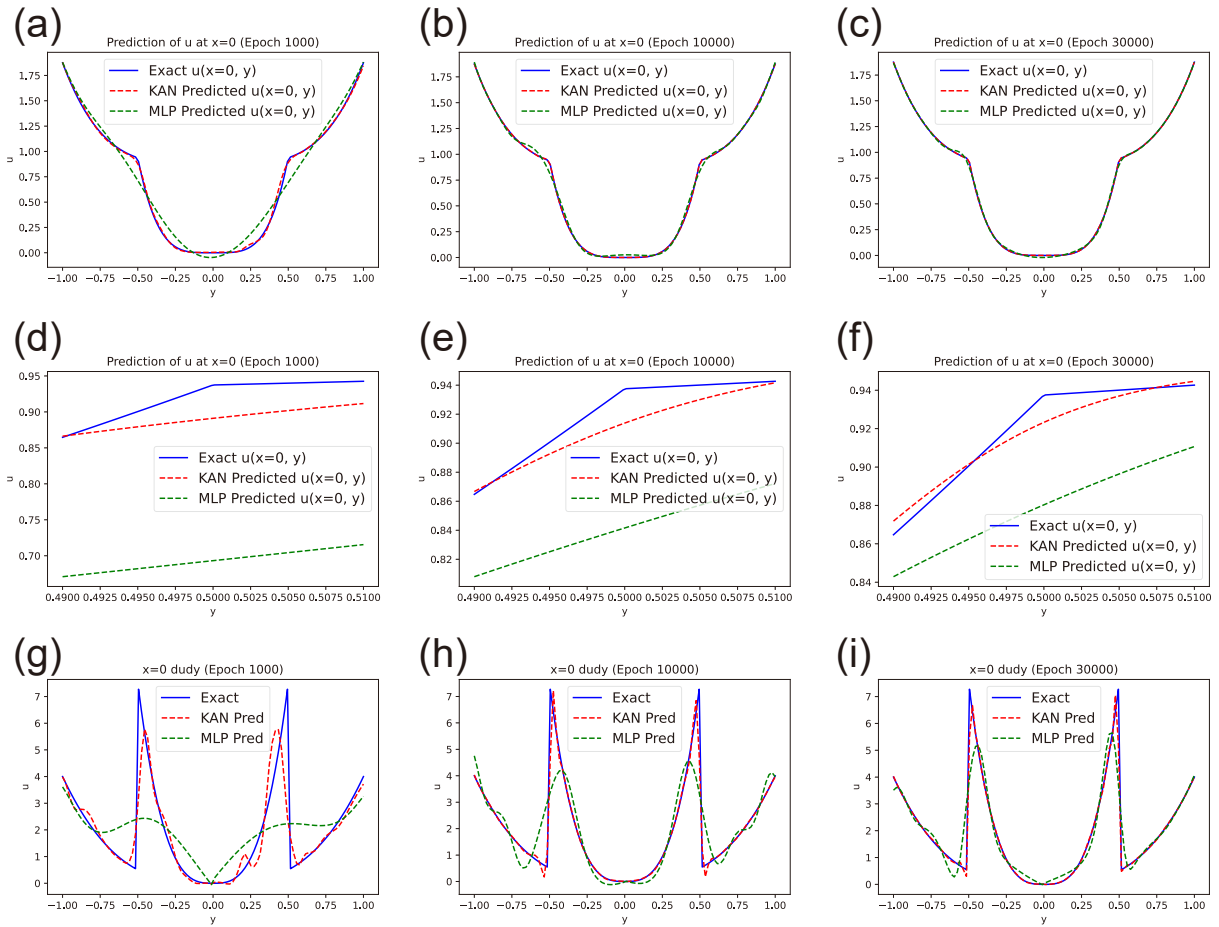 (a)
Prediction of u at x=0 (Epoch 1000)
Exact u(x=0, y)
KAN Predicted u(x=0, y)
MLP Predicted u(x=0, y)
1.75
1.50
1.25
1.00
0.75
0.50
0.25
0.00
u
−1.00 −0.75 −0.50 −0.25 0.00 0.25 0.50 0.75 1.00
y
(b)
Prediction of u at x=0 (Epoch 10000)
Exact u(x=0, y)
KAN Predicted u(x=0, y)
MLP Predicted u(x=0, y)
1.75
1.50
1.25
1.00
0.75
0.50
0.25
0.00
u
−1.00 −0.75 −0.50 −0.25 0.00 0.25 0.50 0.75 1.00
y
(c)
Prediction of u at x=0 (Epoch 30000)
Exact u(x=0, y)
KAN Predicted u(x=0, y)
MLP Predicted u(x=0, y)
1.75
1.50
1.25
1.00
0.75
0.50
0.25
0.00
u
−1.00 −0.75 −0.50 −0.25 0.00 0.25 0.50 0.75 1.00
y
(d)
Prediction of u at x=0 (Epoch 1000)
0.95
0.90
0.85
0.80
0.75
0.70
u
Exact u(x=0, y)
KAN Predicted u(x=0, y)
MLP Predicted u(x=0, y)
0.4900 0.4925 0.4950 0.4975 0.5000 0.5025 0.5050 0.5075 0.5100
y
(e)
Prediction of u at x=0 (Epoch 10000)
0.94
0.92
0.90
0.88
0.86
0.84
0.82
u
Exact u(x=0, y)
KAN Predicted u(x=0, y)
MLP Predicted u(x=0, y)
0.4900 0.4925 0.4950 0.4975 0.5000 0.5025 0.5050 0.5075 0.5100
y
(f)
Prediction of u at x=0 (Epoch 30000)
0.94
0.92
0.90
0.88
0.86
0.84
u
Exact u(x=0, y)
KAN Predicted u(x=0, y)
MLP Predicted u(x=0, y)
0.4900 0.4925 0.4950 0.4975 0.5000 0.5025 0.5050 0.5075 0.5100
y
(g)
x=0 dudy (Epoch 1000)
Exact
KAN Pred
MLP Pred
7
6
5
4
3
2
1
0
u
−1.00 −0.75 −0.50 −0.25 0.00 0.25 0.50 0.75 1.00
y
(h)
x=0 dudy (Epoch 10000)
Exact
KAN Pred
MLP Pred
7
6
5
4
3
2
1
0
u
−1.00 −0.75 −0.50 −0.25 0.00 0.25 0.50 0.75 1.00
y
(i)
x=0 dudy (Epoch 30000)
Exact
KAN Pred
MLP Pred
7
6
5
4
3
2
1
0
u
−1.00 −0.75 −0.50 −0.25 0.00 0.25 0.50 0.75 1.00
y